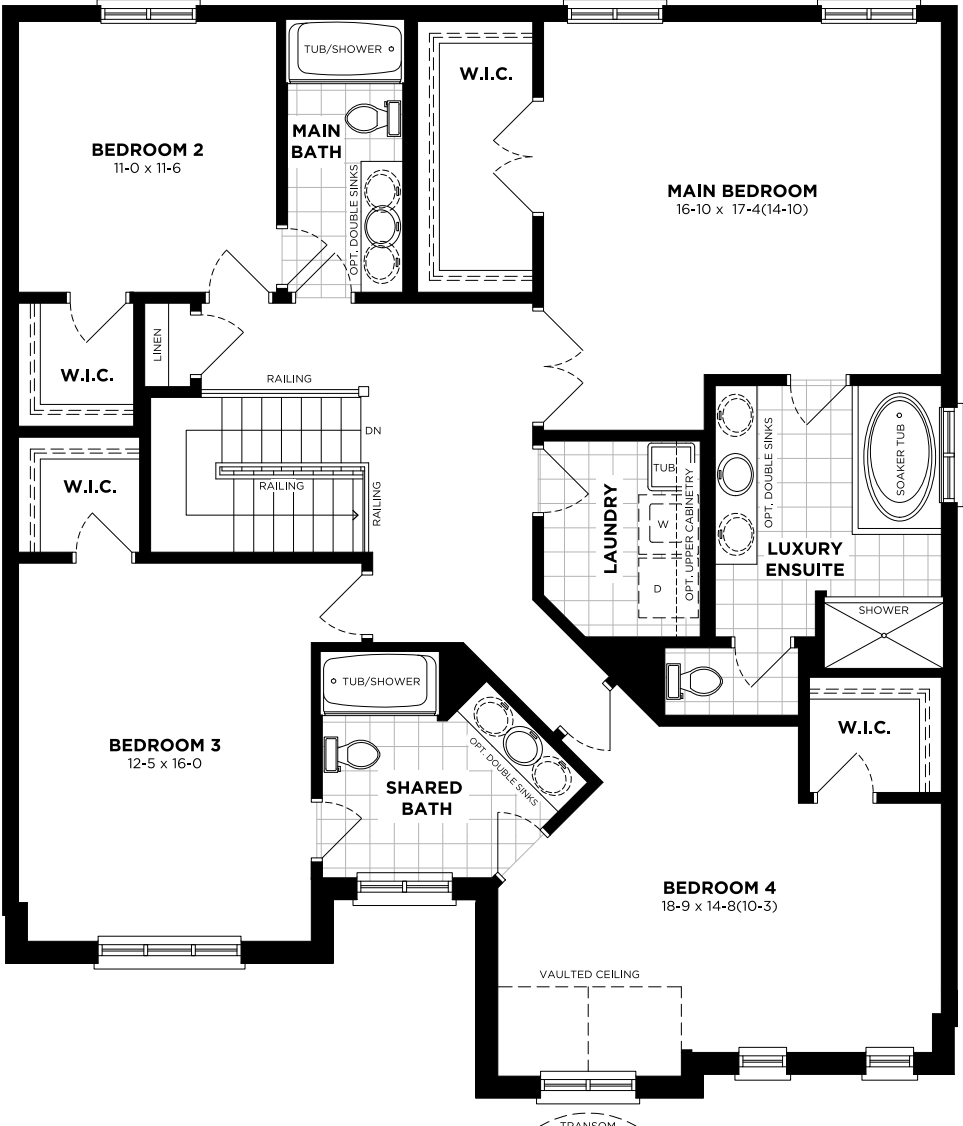 TUB/SHOWER
W.I.C.
MAIN
BATH
BEDROOM 2
11-0 x 11-6
OPT. DOUBLE SINKS
MAIN BEDROOM
16-10 x 17-4(14-10)
LINEN
W.I.C.
RAILING
DN
W.I.C.
RAILING
RAILING
LAUNDRY
TUB
W
D
OPT. UPPER CABINETRY
OPT. DOUBLE SINKS
SOAKER TUB
LUXURY
ENSUITE
SHOWER
TUB/SHOWER
W.I.C.
BEDROOM 3
12-5 x 16-0
OPT. DOUBLE SINKS
SHARED
BATH
BEDROOM 4
18-9 x 14-8(10-3)
VAULTED CEILING
TRANSOM